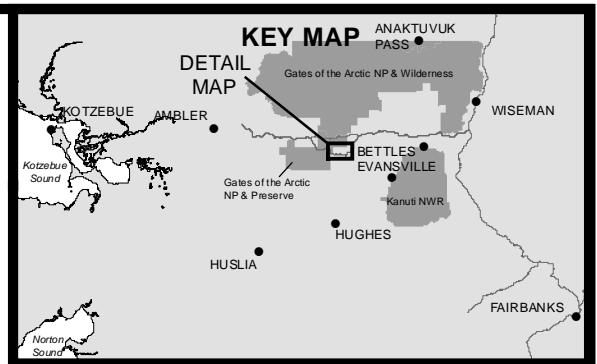 KEY MAP
ANAKTUVUK
PASS
DETAIL
MAP
Gates of the Arctic NP & Wilderness
KOTZEBUE
AMBLER
WISEMAN
Kotzebue
Sound
BETTLES
EVANSVILLE
Gates of the Arctic
NP & Preserve
Kanuti NWR
HUGHES
HUSLIA
FAIRBANKS
Norton
Sound